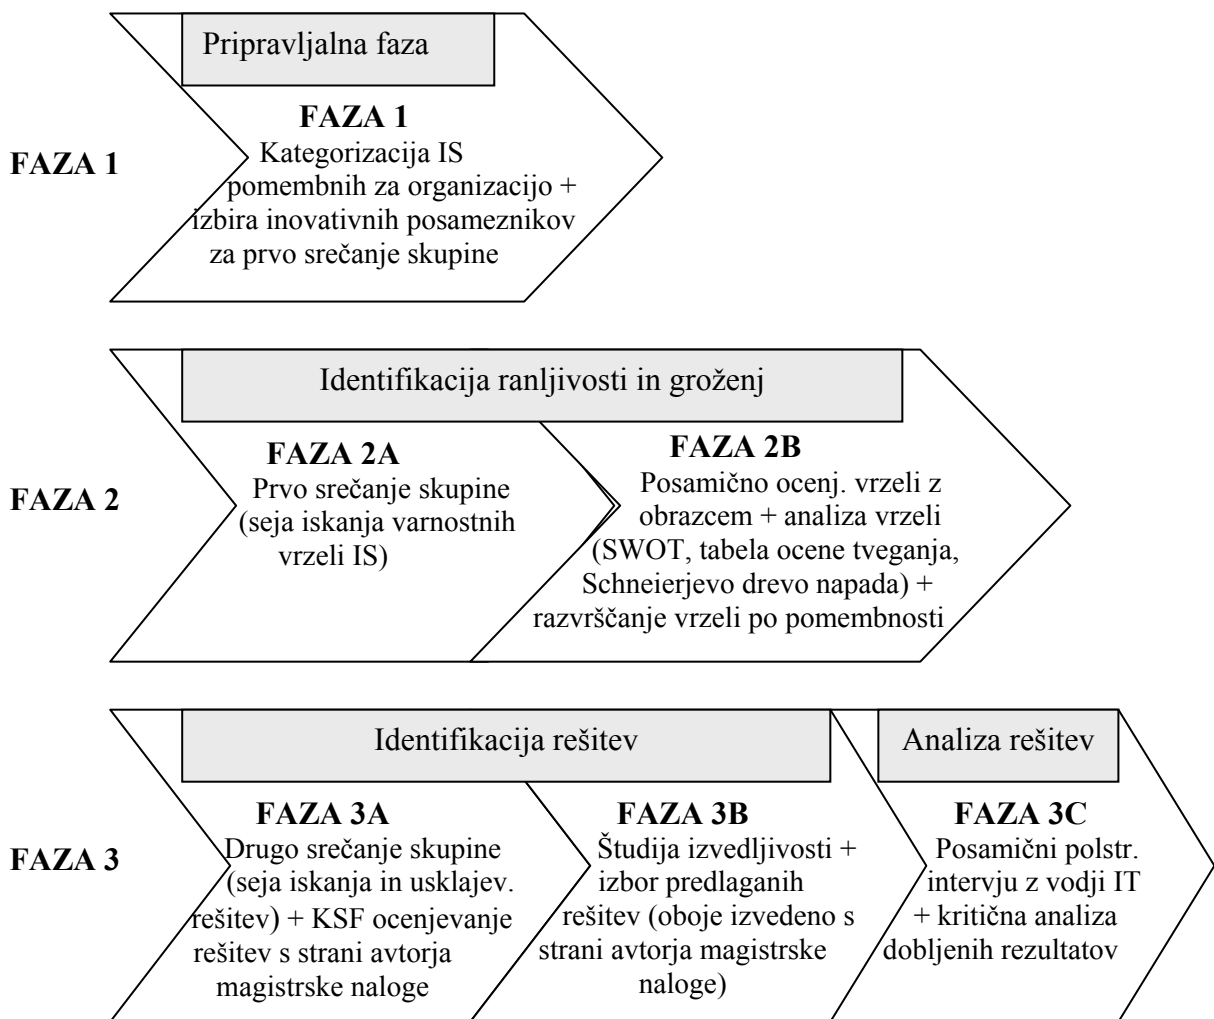 Pripravljalna faza
FAZA 1
FAZA 1
Kategorizacija IS
pomembnih za organizacijo +
izbira inovativnih posameznikov
za prvo srečanje skupine
Identifikacija ranljivosti in groženj
FAZA 2
FAZA 2A
Prvo srečanje skupine
(seja iskanja varnostnih
vrzeli IS)
FAZA 2B
Posamično ocenj. vrzeli z
obrazcem + analiza vrzeli
(SWOT, tabela ocene tveganja,
Schneierjevo drevo napada) +
razvrščanje vrzeli po pomembnosti
Identifikacija rešitev
Analiza rešitev
FAZA 3
FAZA 3A
Drugo srečanje skupine
(seja iskanja in usklajev.
rešitev) + KSF ocenjevanje
rešitev s strani avtorja
magistrske naloge
FAZA 3B
Študija izvedljivosti +
izbor predlaganih
rešitev (oboje izvedeno s
strani avtorja magistrske
naloge)
FAZA 3C
Posamični polstr.
intervju z vodji IT
+ kritična analiza
dobljenih rezultatov